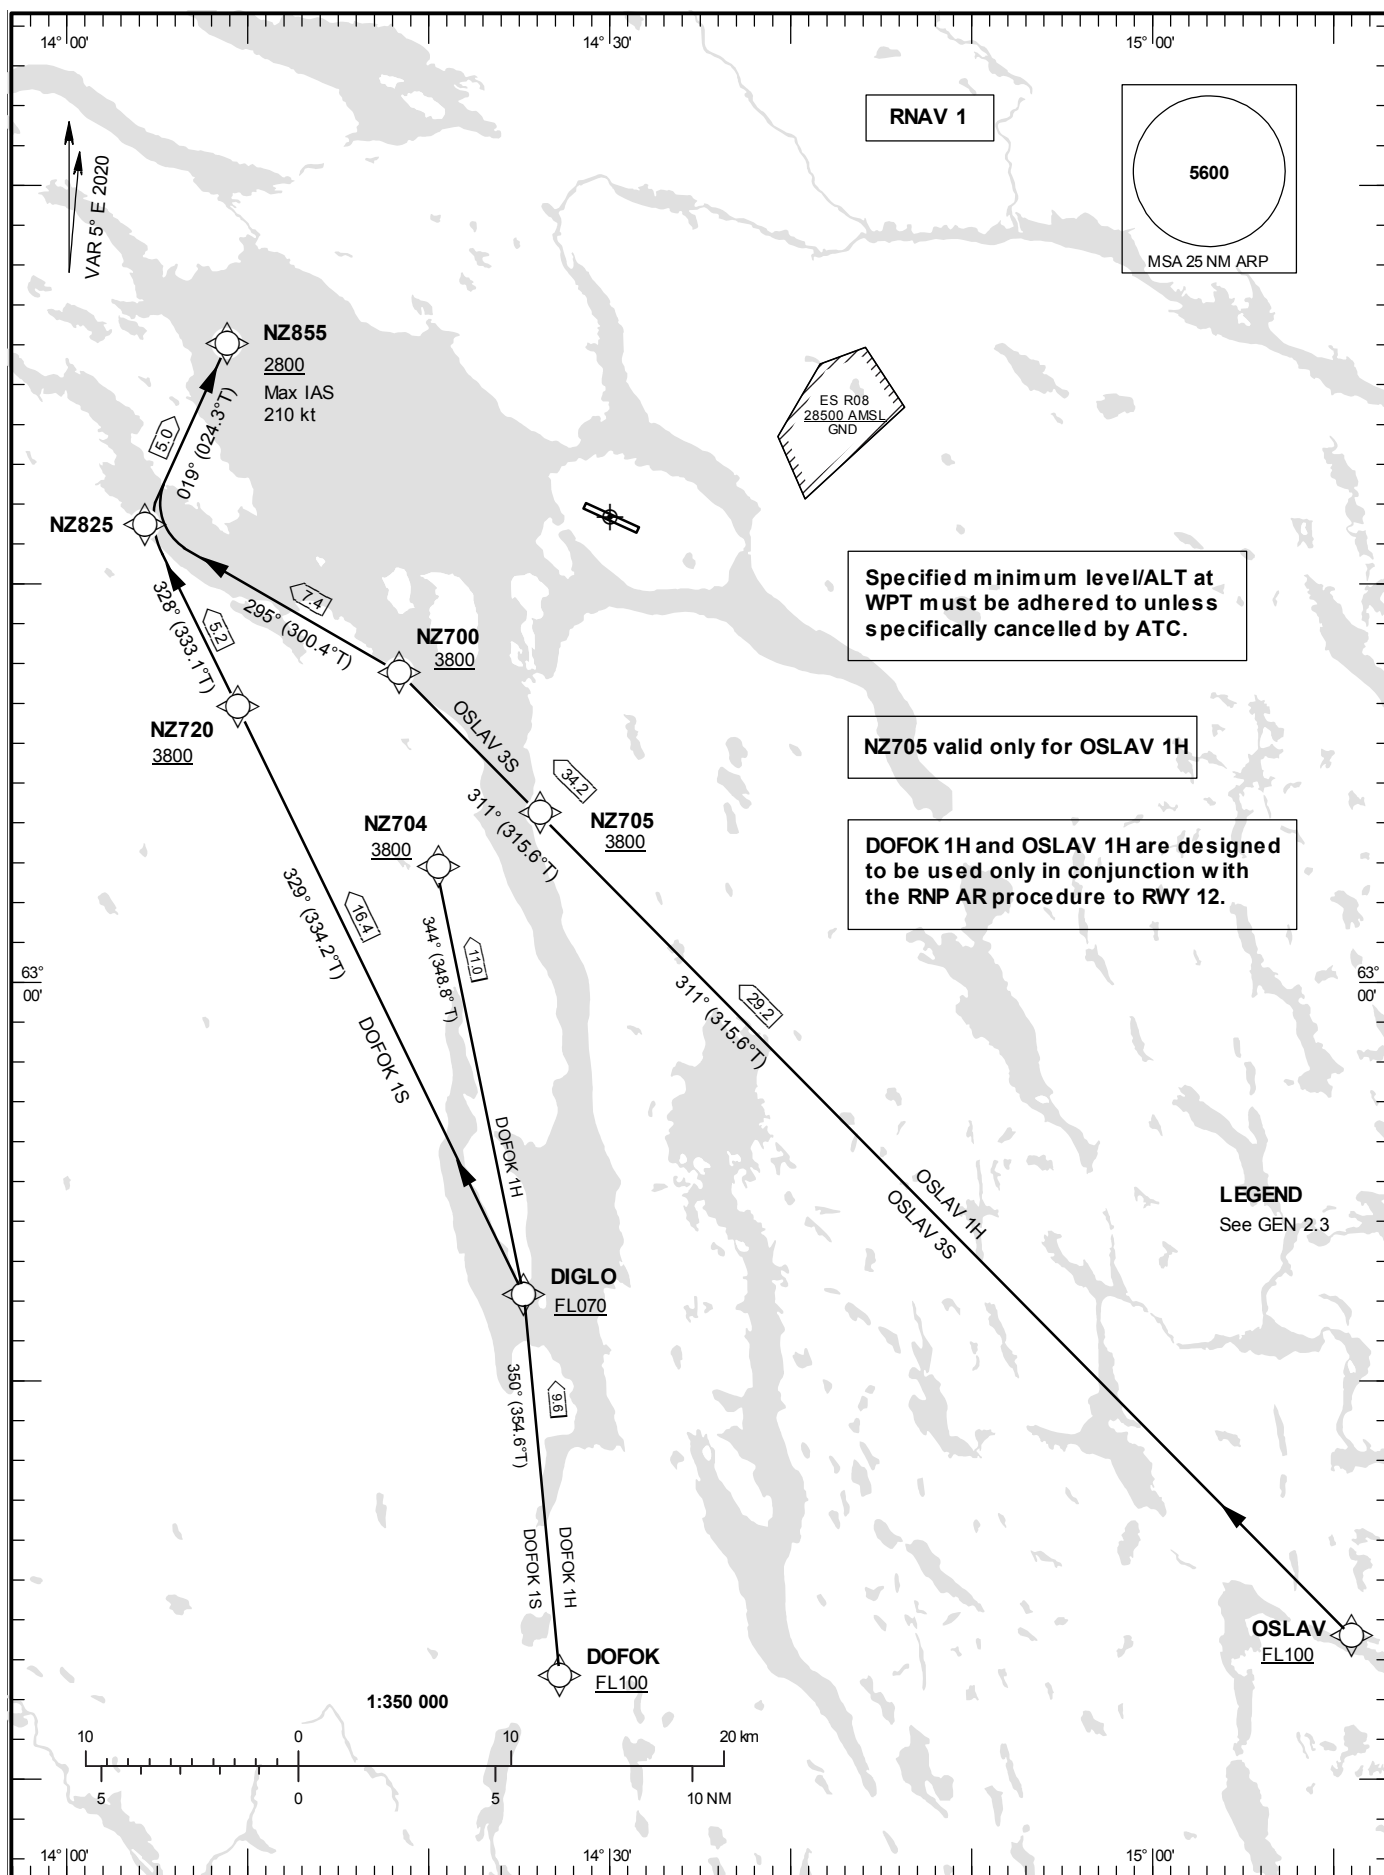 14° 00'
14° 30'
15° 00'
RNAV 1
5600
MSA 25 NM ARP
VAR 5° E 2020
NZ855
2800
Max IAS
210 kt
5.0
019° (024.3°T)
ES R08
28500 AMSL
GND
NZ825
7.4
295° (300.4°T)
328° (333.1°T)
5.2
NZ700
3800
NZ720
3800
Specified minimum level/ALT at
WPT must be adhered to unless
specifically cancelled by ATC.
NZ705 valid only for OSLAV 1H
DOFOK 1H and OSLAV 1H are designed
to be used only in conjunction with
the RNP AR procedure to RWY 12.
OSLAV 3S
34.2
311° (315.6°T)
NZ705
3800
NZ704
3800
16.4
329° (334.2°T)
11.0
344° (348.8° T)
63°
00'
63°
00'
29.2
311° (315.6°T)
DOFOK 1S
DOFOK 1H
OSLAV 1H
OSLAV 3S
LEGEND
See GEN 2.3
DIGLO
FL070
9.6
350° (354.6°T)
DOFOK 1S
DOFOK 1H
DOFOK
FL100
OSLAV
FL100
1:350 000
10 0 10 20 km
5 0 5 10 NM
14° 00'
14° 30'
15° 00'